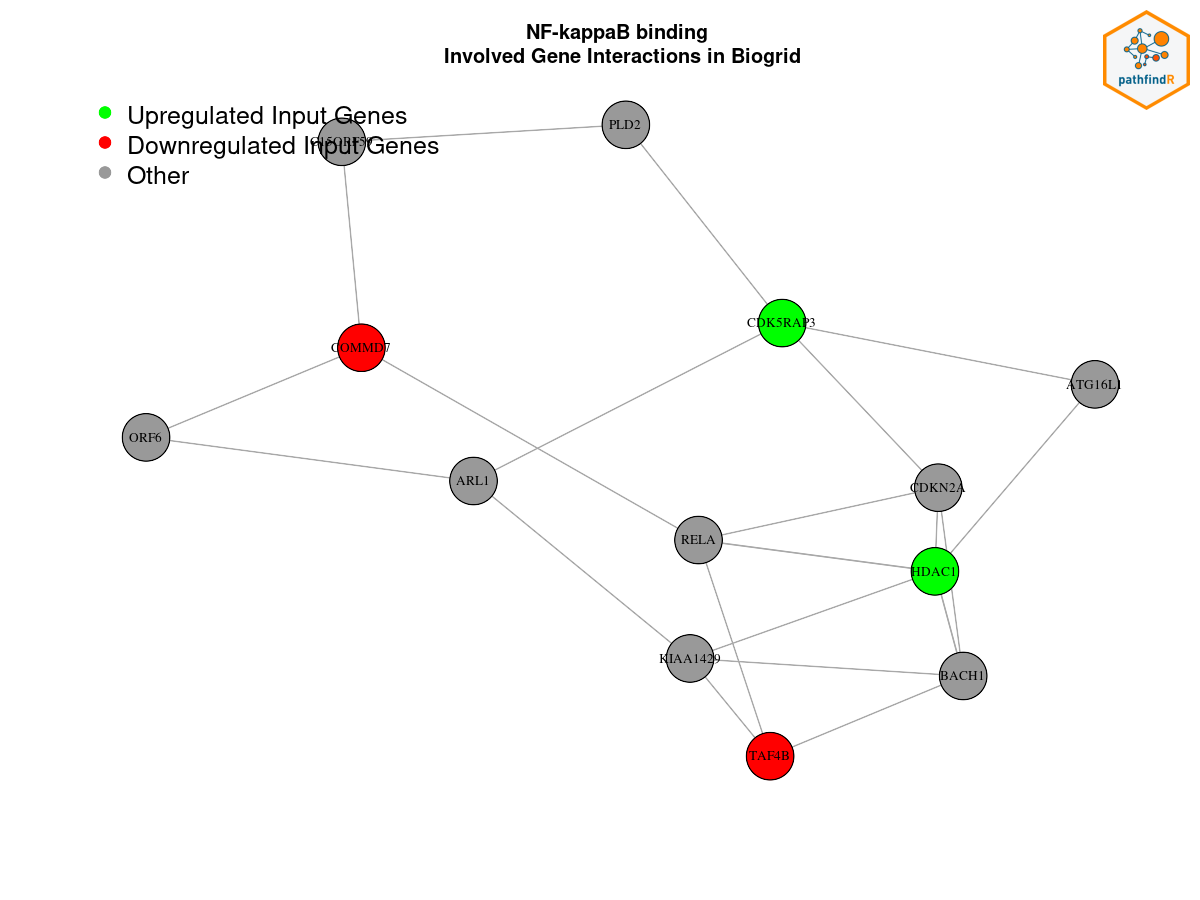 NF-kappaB binding
Involved Gene Interactions in Biogrid
pathfindR
Upregulated Input Genes
Downregulated Input Genes
Other
C15ORF59
PLD2
CDK5RAP3
COMMD7
ATG16L1
ORF6
ARL1
CDKN2A
RELA
HDAC1
KIAA1429
BACH1
TAF4B